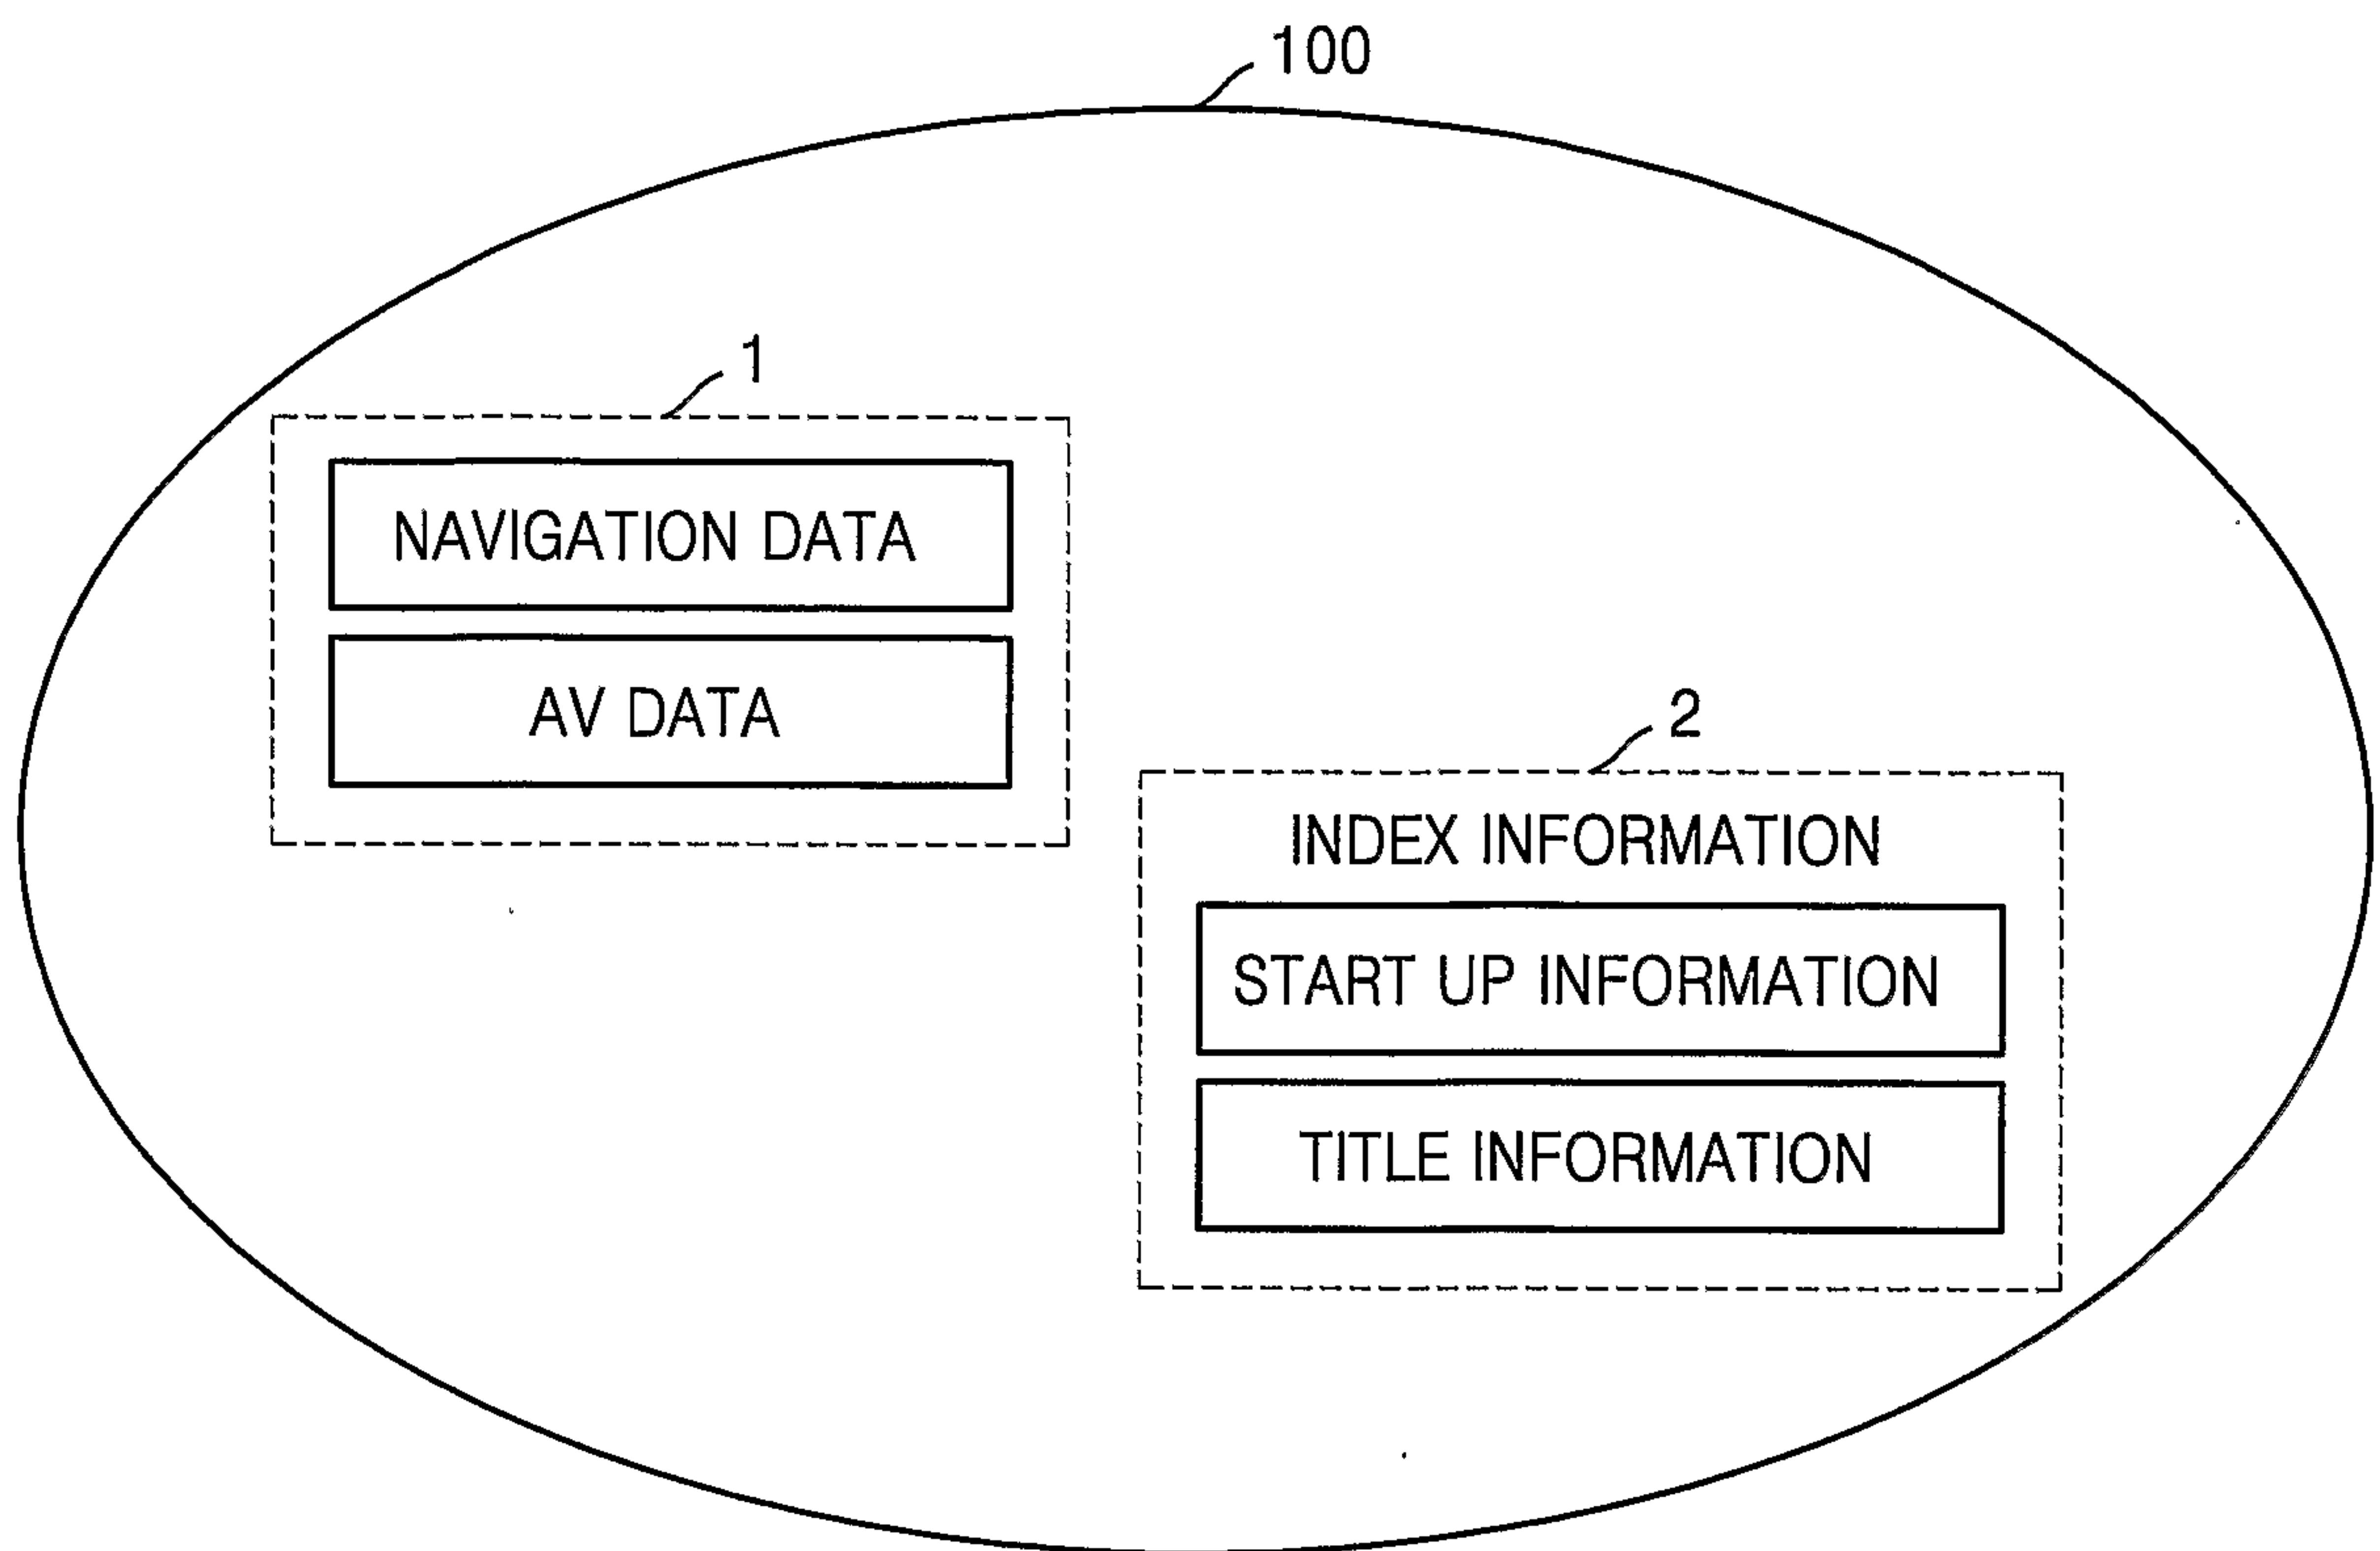 100
1
NAVIGATION DATA
AV DATA
2
INDEX INFORMATION
START UP INFORMATION
TITLE INFORMATION